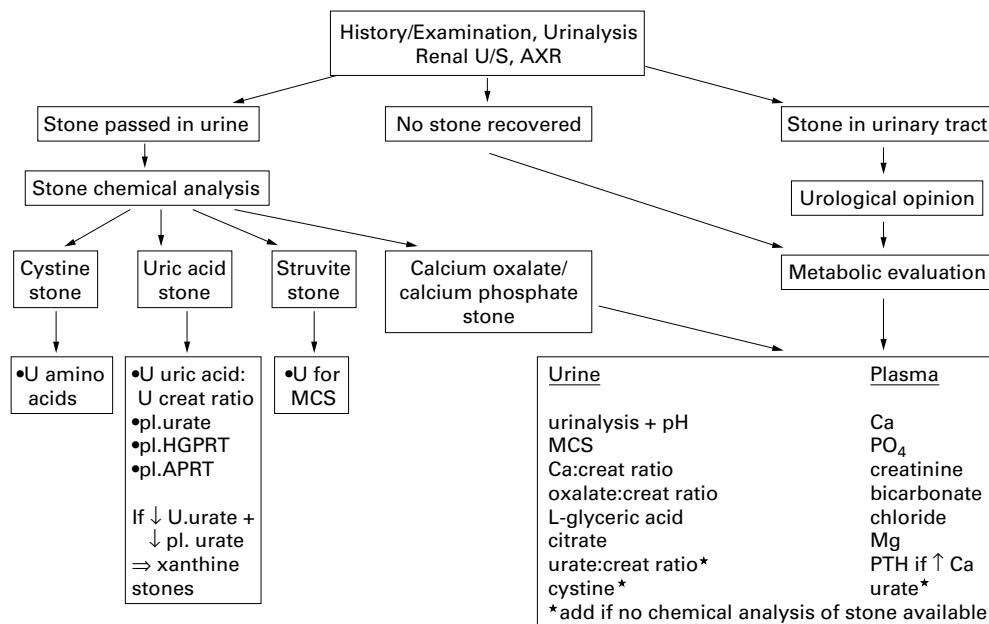 History/Examination, Urinalysis
Renal U/S, AXR
Stone passed in urine
No stone recovered
Stone in urinary tract
Stone chemical analysis
Urological opinion
Cystine
stone
Uric acid
stone
Struvite
stone
Calcium oxalate/
calcium phosphate
stone
Metabolic evaluation
•U amino
acids
•U uric acid:
U creat ratio
•pl.urate
•pl.HGPRT
•pl.APRT
If ↓ U.urate +
↓ pl. urate
⇒ xanthine
stones
•U for
MCS
Urine
urinalysis + pH
MCS
Ca:creat ratio
oxalate:creat ratio
L-glyceric acid
citrate
urate:creat ratio★
cystine★
Plasma
Ca
PO₄
creatinine
bicarbonate
chloride
Mg
PTH if ↑ Ca
urate★
★add if no chemical analysis of stone available